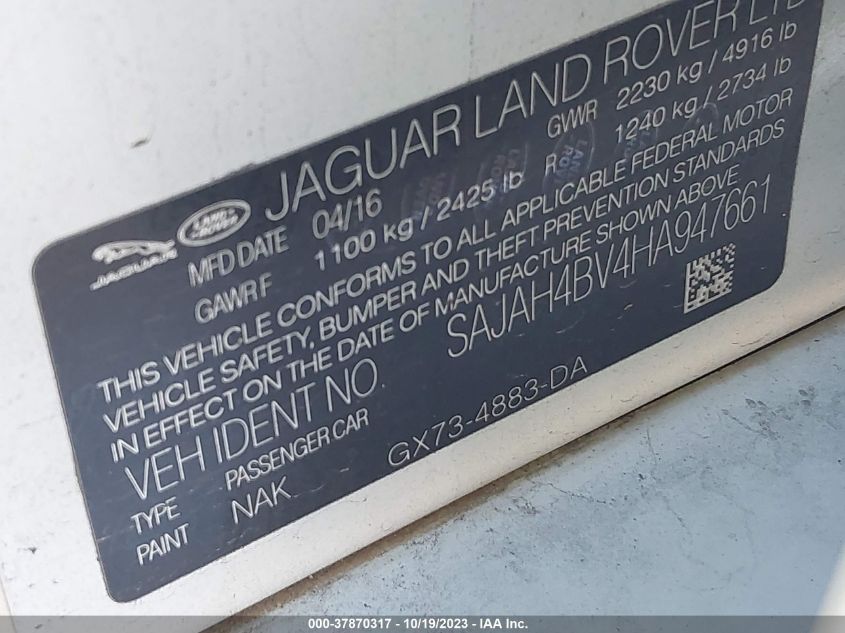 JAGUAR LAND ROVER LTD
JAGUAR
LAND ROVER
MFD DATE 04/16 GVWR 2230 kg / 4916 lb
GAWR F 1100 kg / 2425 lb R 1240 kg / 2734 lb
THIS VEHICLE CONFORMS TO ALL APPLICABLE FEDERAL MOTOR
VEHICLE SAFETY, BUMPER AND THEFT PREVENTION STANDARDS
IN EFFECT ON THE DATE OF MANUFACTURE SHOWN ABOVE
VEH IDENT NO. SAJAH4BV4HA947661
TYPE PASSENGER CAR
PAINT NAK GX73-4883-DA
000-37870317 - 10/19/2023 - IAA Inc.